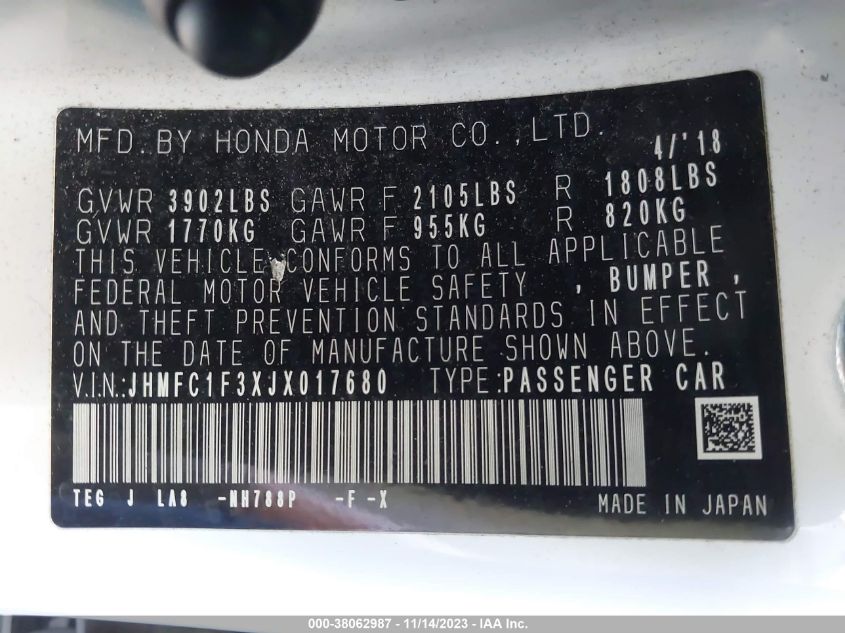 MFD. BY HONDA MOTOR CO., LTD. 4/'18
GVWR 3902LBS GAWR F 2105LBS R 1808LBS
GVWR 1770KG GAWR F 955KG R 820KG
THIS VEHICLE CONFORMS TO ALL APPLICABLE
FEDERAL MOTOR VEHICLE SAFETY , BUMPER ,
AND THEFT PREVENTION STANDARDS IN EFFECT
ON THE DATE OF MANUFACTURE SHOWN ABOVE.
V.I.N.: JHMFC1F3XJX017680 TYPE: PASSENGER CAR
TEG J LA8 -NH788P -F -X MADE IN JAPAN
000-38062987 - 11/14/2023 - IAA Inc.